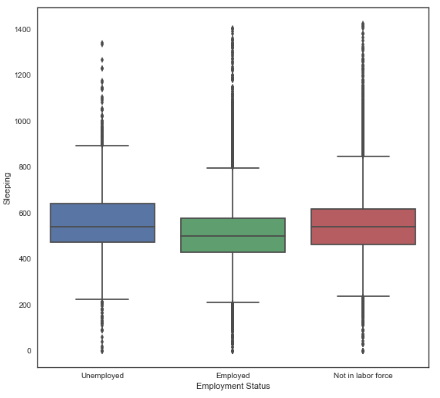 1400
1200
1000
800
600
400
200
0
Sleeping
Unemployed
Employed
Not in labor force
Employment Status